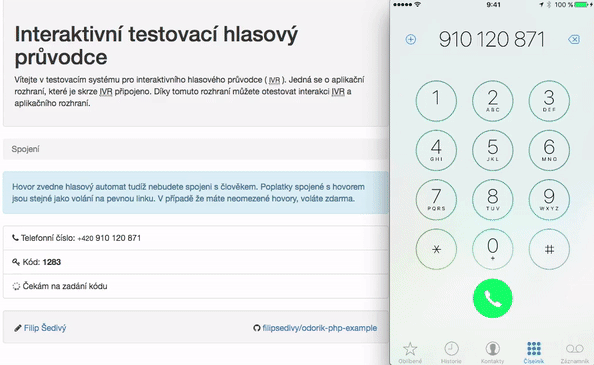 Interaktivní testovací hlasový
průvodce
Vítejte v testovacím systému pro interaktivního hlasového průvodce ( IVR ). Jedná se o aplikační
rozhraní, které je skrze IVR připojeno. Díky tomuto rozhraní můžete otestovat interakci IVR a
aplikačního rozhraní.
Spojení
Hovor zvedne hlasový automat tudíž nebudete spojeni s člověkem. Poplatky spojené s hovorem
jsou stejné jako volání na pevnou linku. V případě že máte neomezené hovory, voláte zdarma.
Telefonní číslo: +420 910 120 871
Kód: 1283
Čekám na zadání kódu
Filip Šedivý
filipsedivy/odorik-php-example
9:41
100 %
910 120 871
1
2
ABC
3
DEF
4
GHI
5
JKL
6
MNO
7
PQRS
8
TUV
9
WXYZ
*
0
+
#
Oblíbené
Historie
Kontakty
Číselník
Záznamník